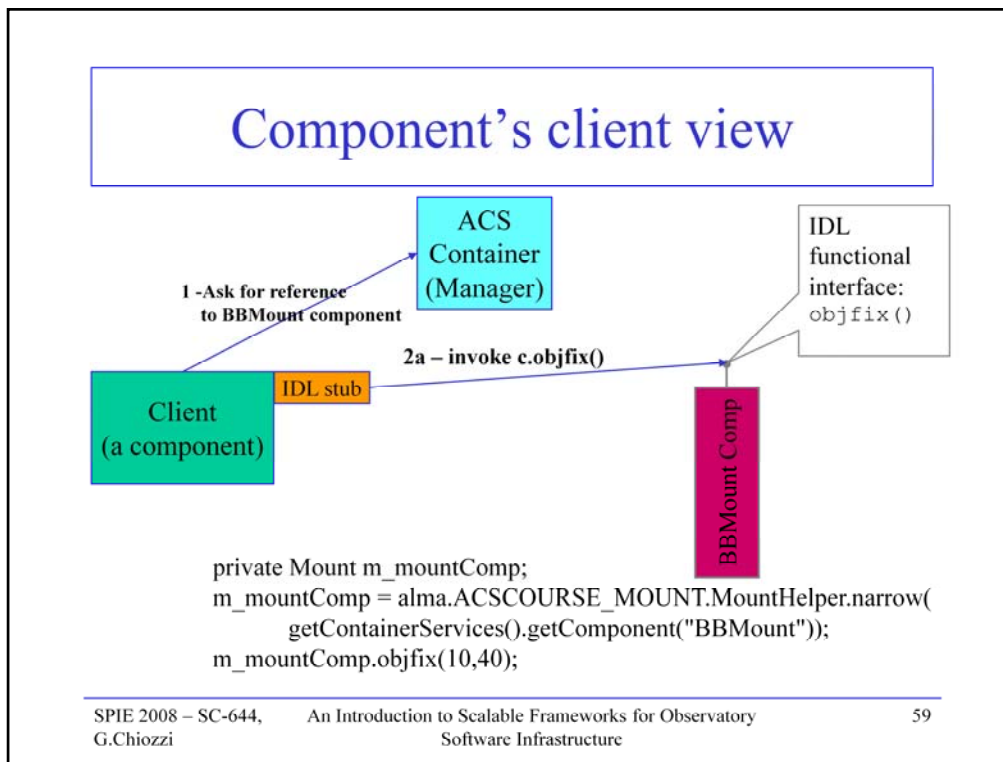 Component's client view
ACS
Container
(Manager)
IDL
functional
interface:
objfix()
1 -Ask for reference
to BBMount component
2a – invoke c.objfix()
IDL stub
Client
(a component)
BBMount Comp
private Mount m_mountComp;
m_mountComp = alma.ACSCOURSE_MOUNT.MountHelper.narrow(
getContainerServices().getComponent("BBMount"));
m_mountComp.objfix(10,40);
SPIE 2008 – SC-644,
G.Chiozzi
An Introduction to Scalable Frameworks for Observatory
Software Infrastructure
59